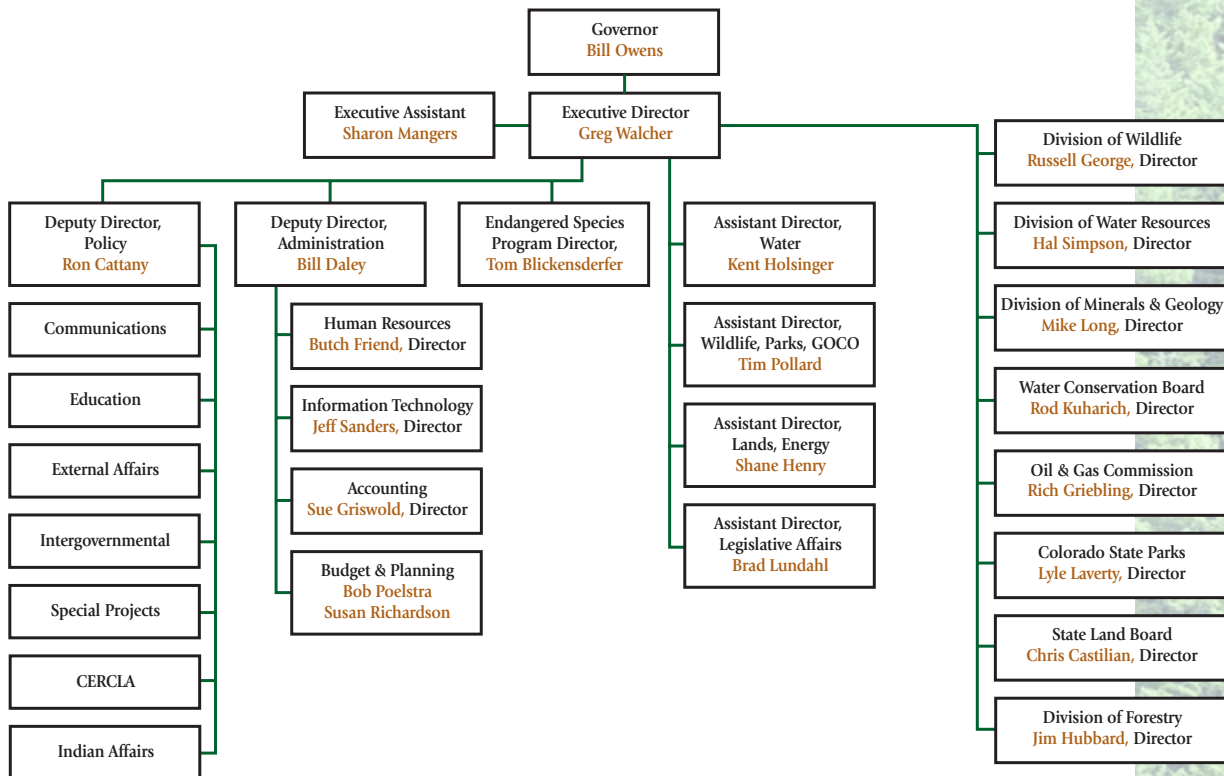 Governor
Bill Owens
Executive Assistant
Sharon Mangers
Executive Director
Greg Walcher
Deputy Director,
Policy
Ron Cattany
Communications
Education
External Affairs
Intergovernmental
Special Projects
CERCLA
Indian Affairs
Deputy Director,
Administration
Bill Daley
Human Resources
Butch Friend, Director
Information Technology
Jeff Sanders, Director
Accounting
Sue Griswold, Director
Budget & Planning
Bob Poelstra
Susan Richardson
Endangered Species
Program Director,
Tom Blickensderfer
Assistant Director,
Water
Kent Holsinger
Assistant Director,
Wildlife, Parks, GOCO
Tim Pollard
Assistant Director,
Lands, Energy
Shane Henry
Assistant Director,
Legislative Affairs
Brad Lundahl
Division of Wildlife
Russell George, Director
Division of Water Resources
Hal Simpson, Director
Division of Minerals & Geology
Mike Long, Director
Water Conservation Board
Rod Kuharich, Director
Oil & Gas Commission
Rich Griebling, Director
Colorado State Parks
Lyle Laverty, Director
State Land Board
Chris Castilian, Director
Division of Forestry
Jim Hubbard, Director